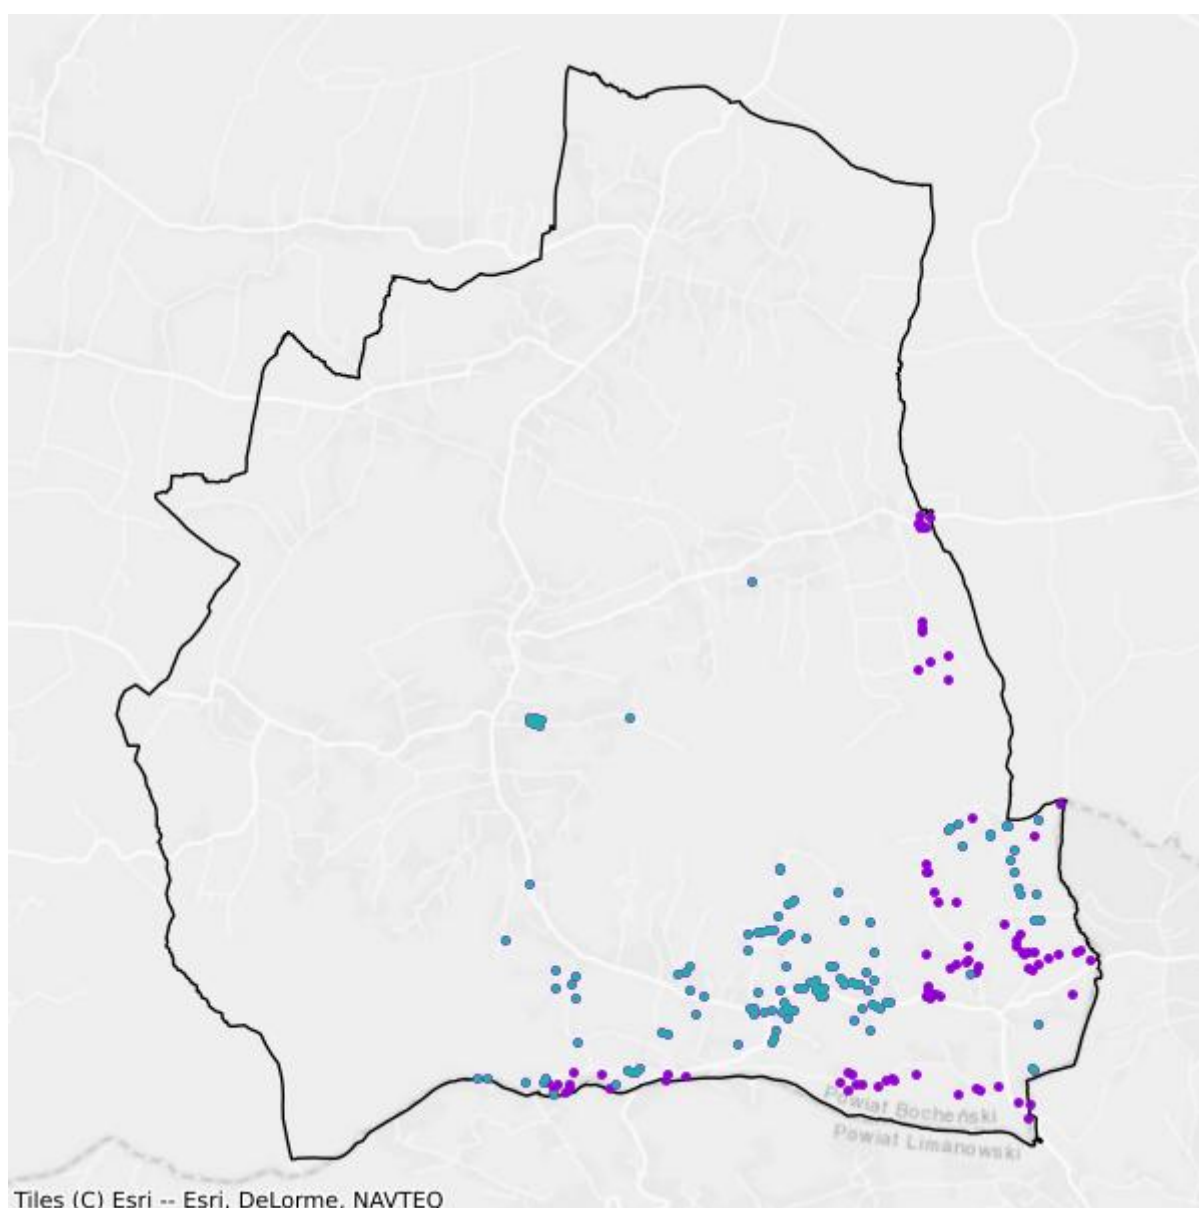 Powiat Bocheński
Powiat Limanowski
Tiles (C) Esri -- Esri, DeLorme, NAVTEQ